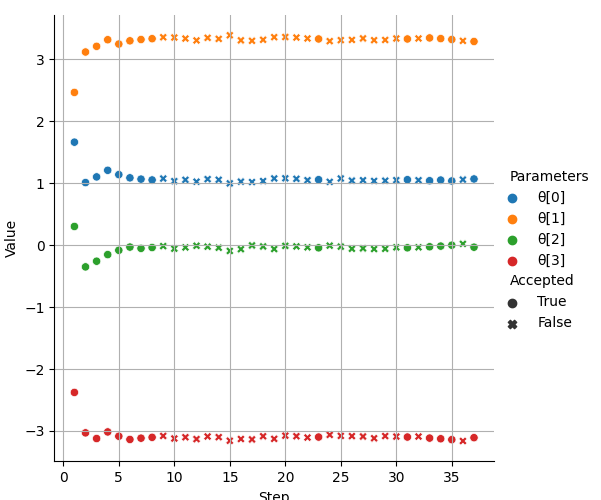 3
2
1
0
−1
−2
−3
Value
0
5
10
15
20
25
30
35
Step
Parameters
θ[0]
θ[1]
θ[2]
θ[3]
Accepted
True
False